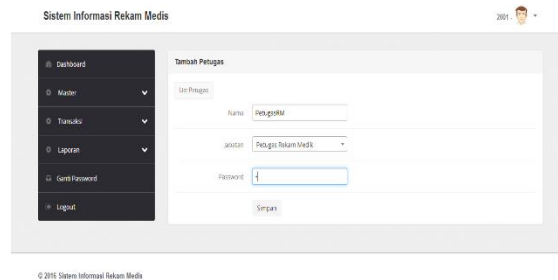 Sistem Informasi Rekam Medis
2001 -
Dashboard
Master
Transaksi
Laporan
Ganti Password
Logout
Tambah Petugas
List Petugas
Nama PetugasRM
Jabatan Petugas Rekam Medik
Password
Simpan
© 2016 Sistem Informasi Rekam Medis